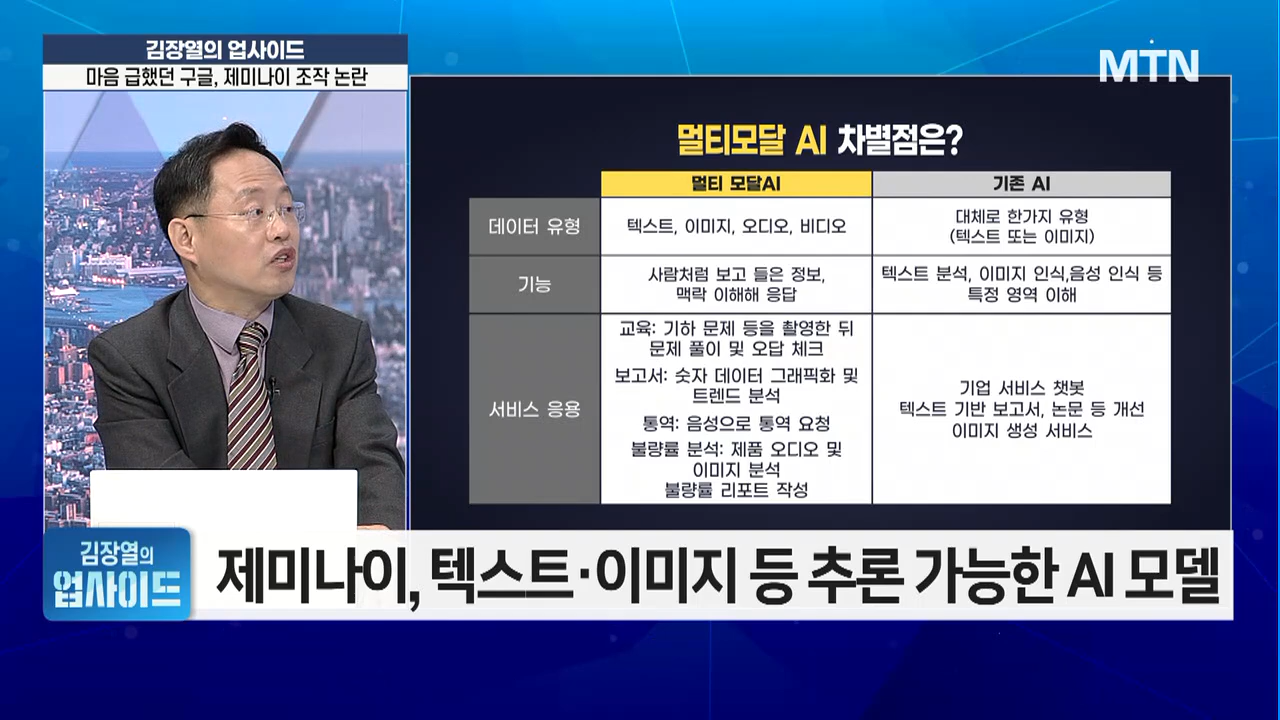 김장열의 업사이드
마음 급했던 구글, 제미나이 조작 논란
MTN
멀티모달 AI 차별점은?
멀티 모달AI
기존 AI
데이터 유형
텍스트, 이미지, 오디오, 비디오
대체로 한가지 유형
(텍스트 또는 이미지)
기능
사람처럼 보고 들은 정보,
맥락 이해해 응답
텍스트 분석, 이미지 인식,음성 인식 등
특정 영역 이해
서비스 응용
교육: 기하 문제 등을 촬영한 뒤
문제 풀이 및 오답 체크
보고서: 숫자 데이터 그래픽화 및
트렌드 분석
통역: 음성으로 통역 요청
불량률 분석: 제품 오디오 및
이미지 분석
불량률 리포트 작성
기업 서비스 챗봇
텍스트 기반 보고서, 논문 등 개선
이미지 생성 서비스
김장열의
업사이드
제미나이, 텍스트·이미지 등 추론 가능한 AI 모델